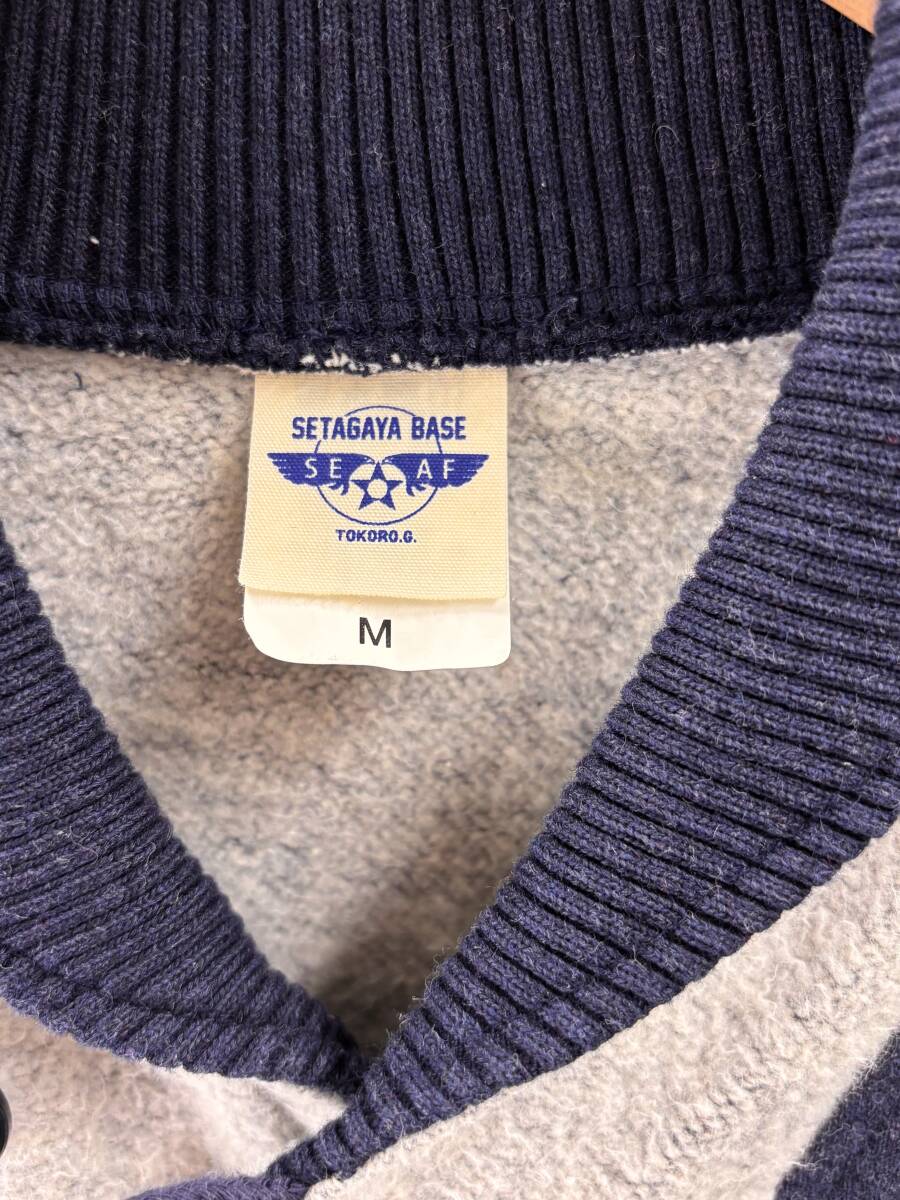 SETAGAYA BASE
SE AF
TOKORO.G.
M